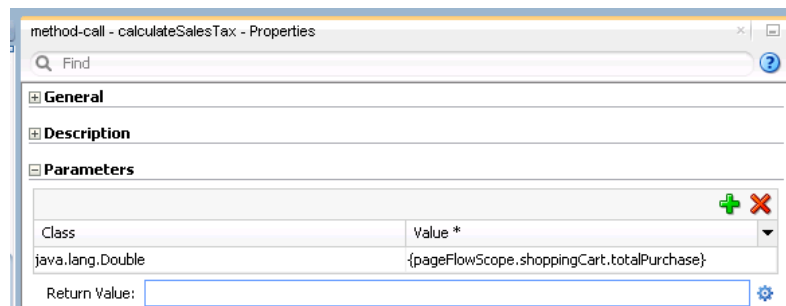 method-call - calculateSalesTax - Properties
Find
General
Description
Parameters
Class Value *
java.lang.Double {pageFlowScope.shoppingCart.totalPurchase}
Return Value: